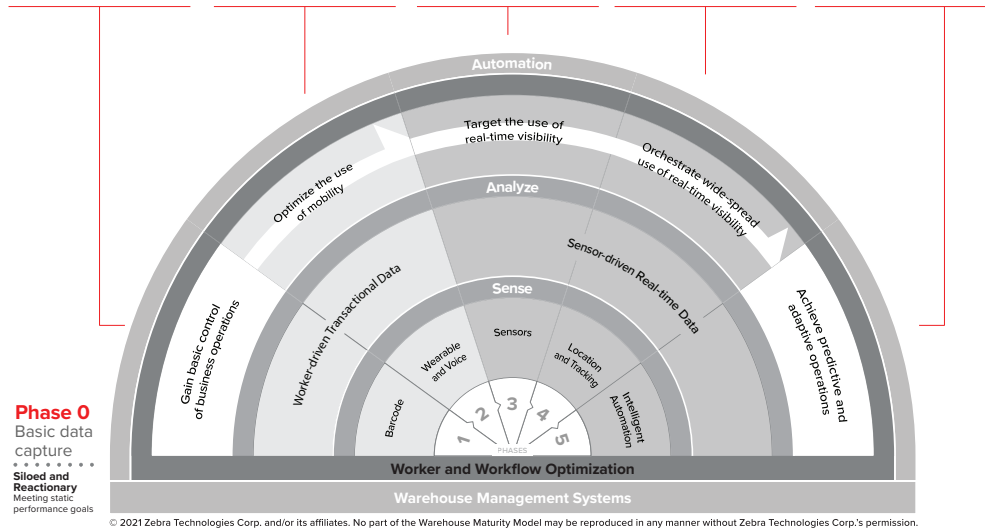 Automation
Target the use of
real-time visibility
Optimize the use
of mobility
Orchestrate wide-spread
use of real-time visibility
Analyze
Gain basic control
of business operations
Worker-driven Transactional Data
Sensor-driven Real-time Data
Achieve predictive and
adaptive operations
Sense
Barcode
Wearable
and Voice
Sensors
Location
and Tracking
Intelligent
Automation
1
2
3
4
5
PHASES
Phase 0
Basic data
capture
Siloed and
Reactionary
Meeting static
performance goals
Worker and Workflow Optimization
Warehouse Management Systems
© 2021 Zebra Technologies Corp. and/or its affiliates. No part of the Warehouse Maturity Model may be reproduced in any manner without Zebra Technologies Corp.'s permission.